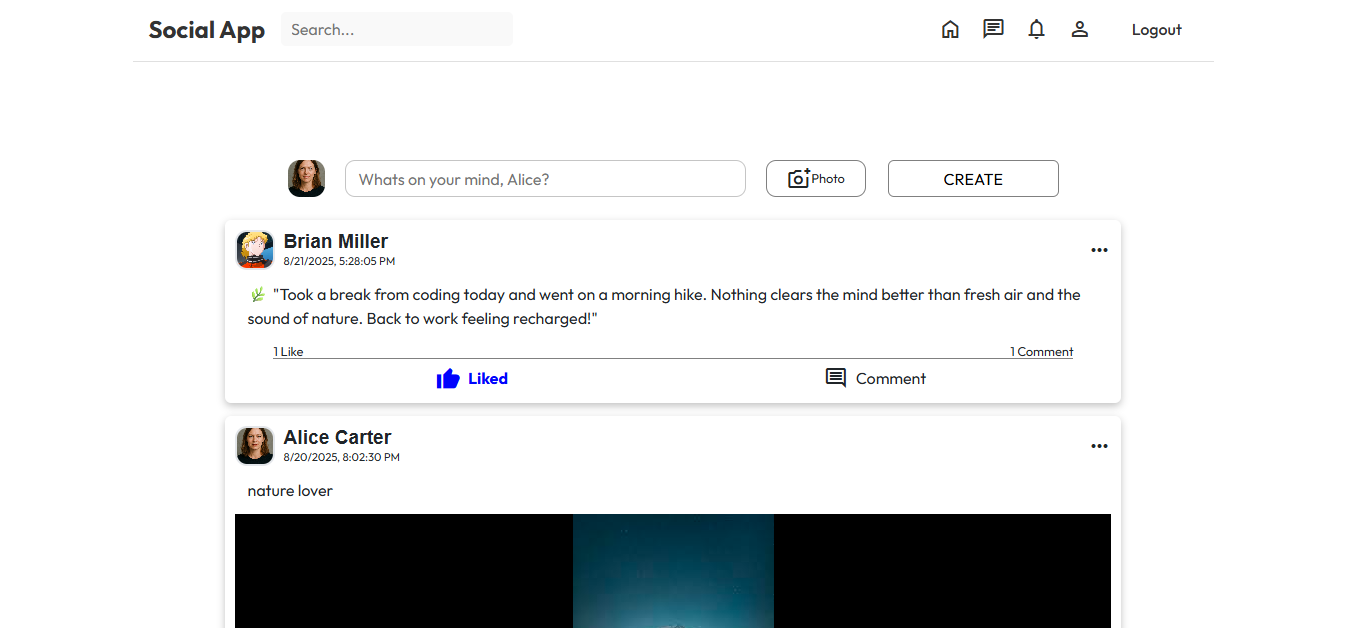 Social App
Search...
Logout
Whats on your mind, Alice?
Photo
CREATE
Brian Miller
8/21/2025, 5:28:05 PM
🌿 "Took a break from coding today and went on a morning hike. Nothing clears the mind better than fresh air and the
sound of nature. Back to work feeling recharged!"
1 Like
1 Comment
Liked
Comment
Alice Carter
8/20/2025, 8:02:30 PM
nature lover